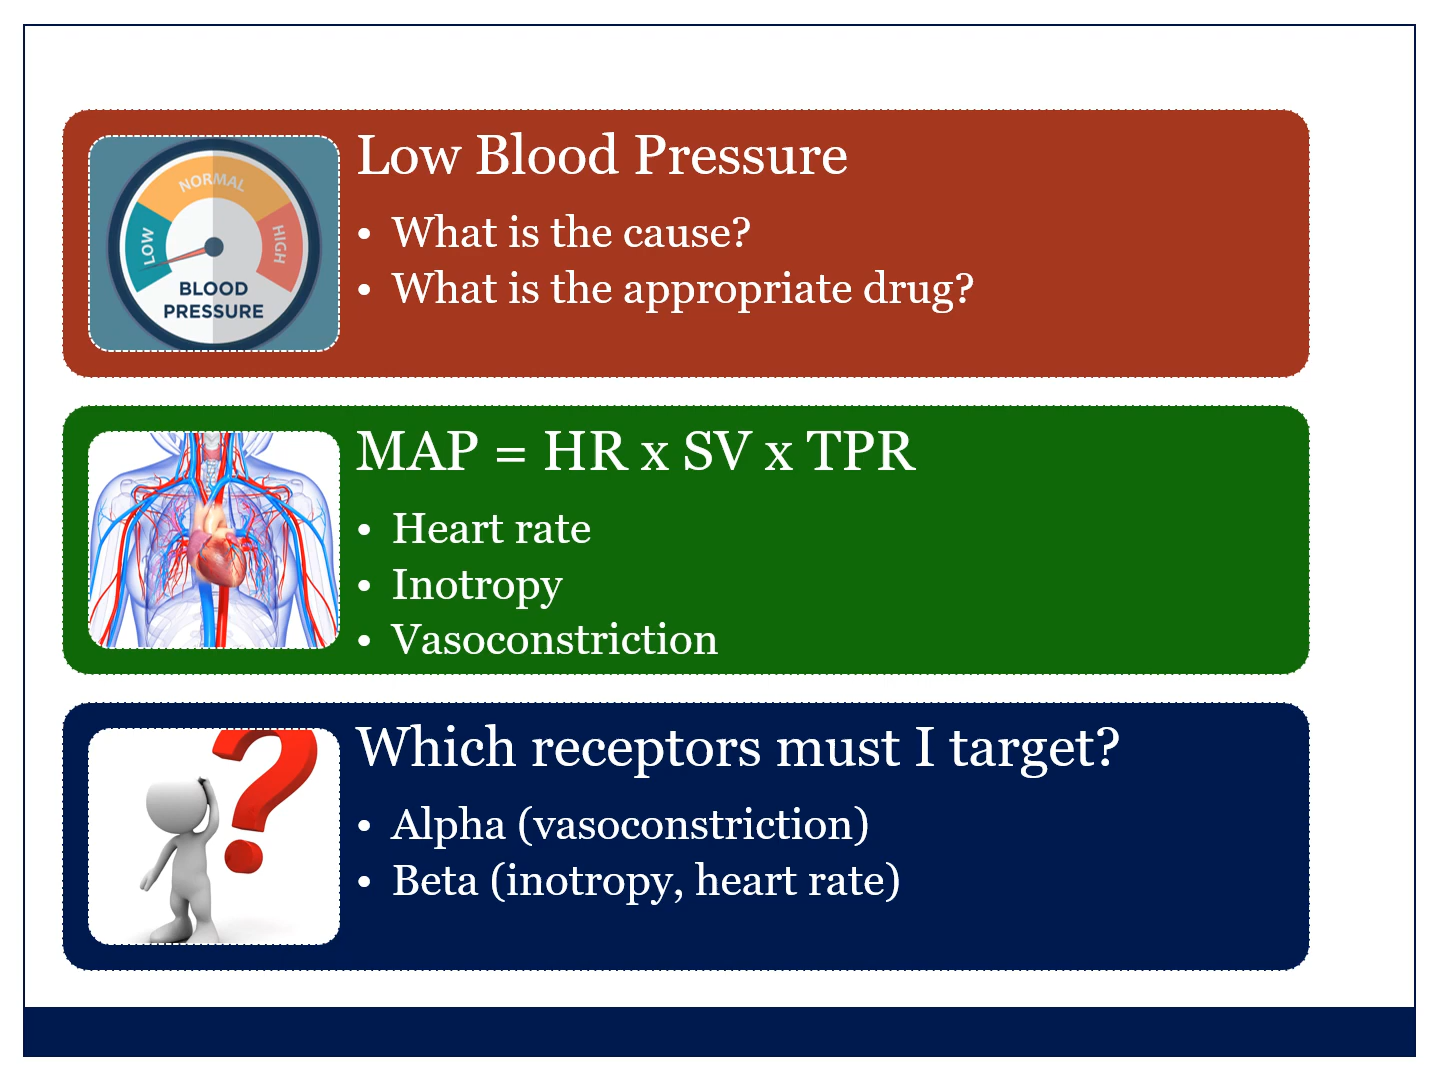 Low Blood Pressure
• What is the cause?
• What is the appropriate drug?
NORMAL
LOW
HIGH
BLOOD
PRESSURE
MAP = HR x SV x TPR
• Heart rate
• Inotropy
• Vasoconstriction
Which receptors must I target?
• Alpha (vasoconstriction)
• Beta (inotropy, heart rate)
?